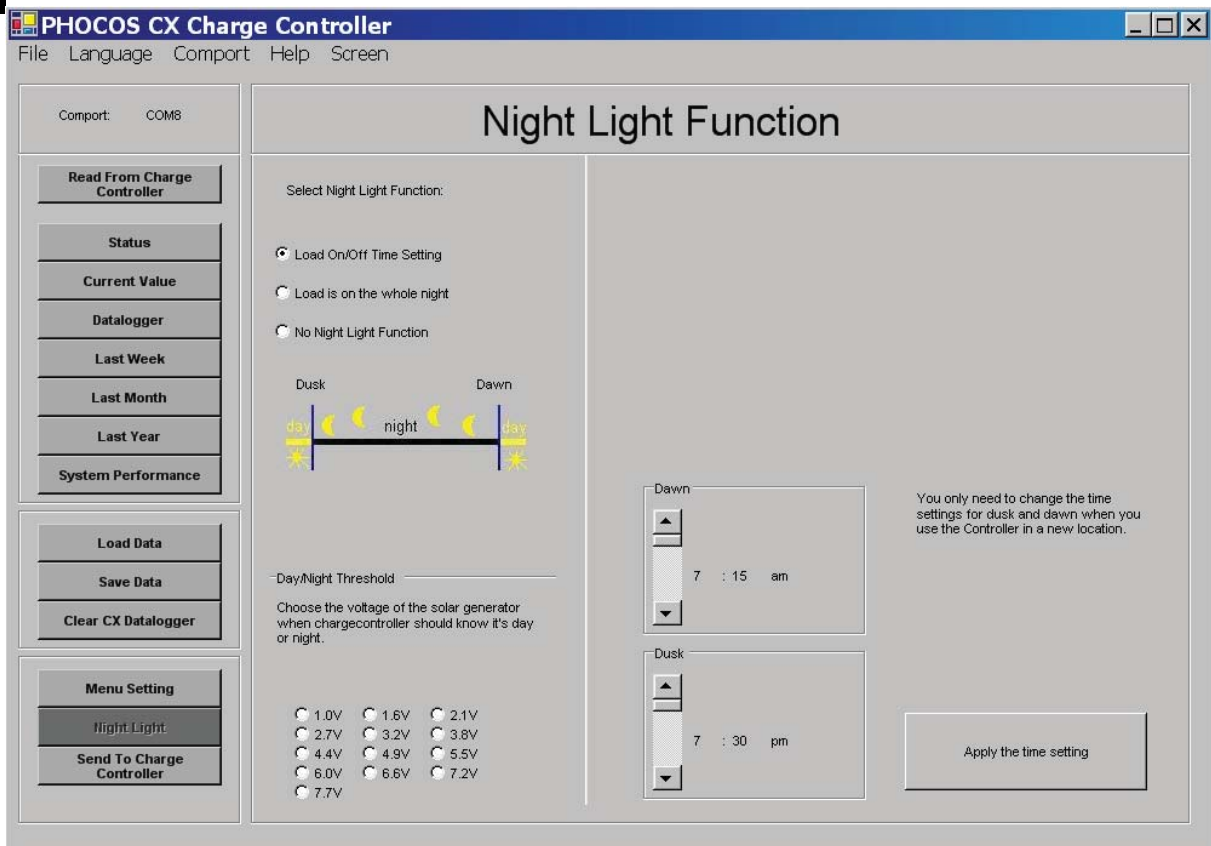 PHOCOS CX Charge Controller
File Language Comport Help Screen
Comport: COM8
Night Light Function
Read From Charge
Controller
Status
Current Value
Datalogger
Last Week
Last Month
Last Year
System Performance
Load Data
Save Data
Clear CX Datalogger
Menu Setting
Night Light
Send To Charge
Controller
Select Night Light Function:
Load On/Off Time Setting
Load is on the whole night
No Night Light Function
Dusk Dawn
day night day
Day/Night Threshold
Choose the voltage of the solar generator
when chargecontroller should know it's day
or night.
1.0V 1.6V 2.1V
2.7V 3.2V 3.8V
4.4V 4.9V 5.5V
6.0V 6.6V 7.2V
7.7V
Dawn
7 : 15 am
Dusk
7 : 30 pm
You only need to change the time
settings for dusk and dawn when you
use the Controller in a new location.
Apply the time setting